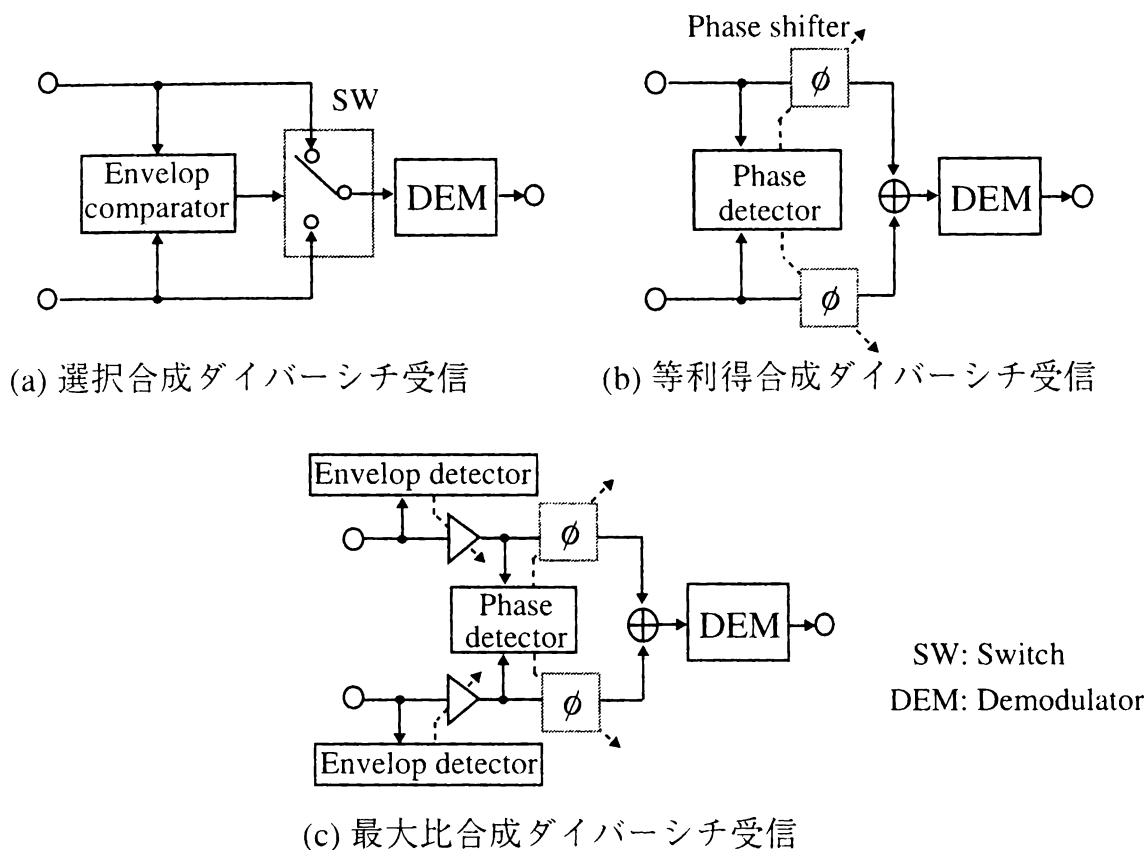 Phase shifter
SW
Envelop
comparator
DEM
(a) 選択合成ダイバーシチ受信
ϕ
Phase
detector
DEM
ϕ
(b) 等利得合成ダイバーシチ受信
Envelop detector
ϕ
Phase
detector
DEM
ϕ
Envelop detector
SW: Switch
DEM: Demodulator
(c) 最大比合成ダイバーシチ受信